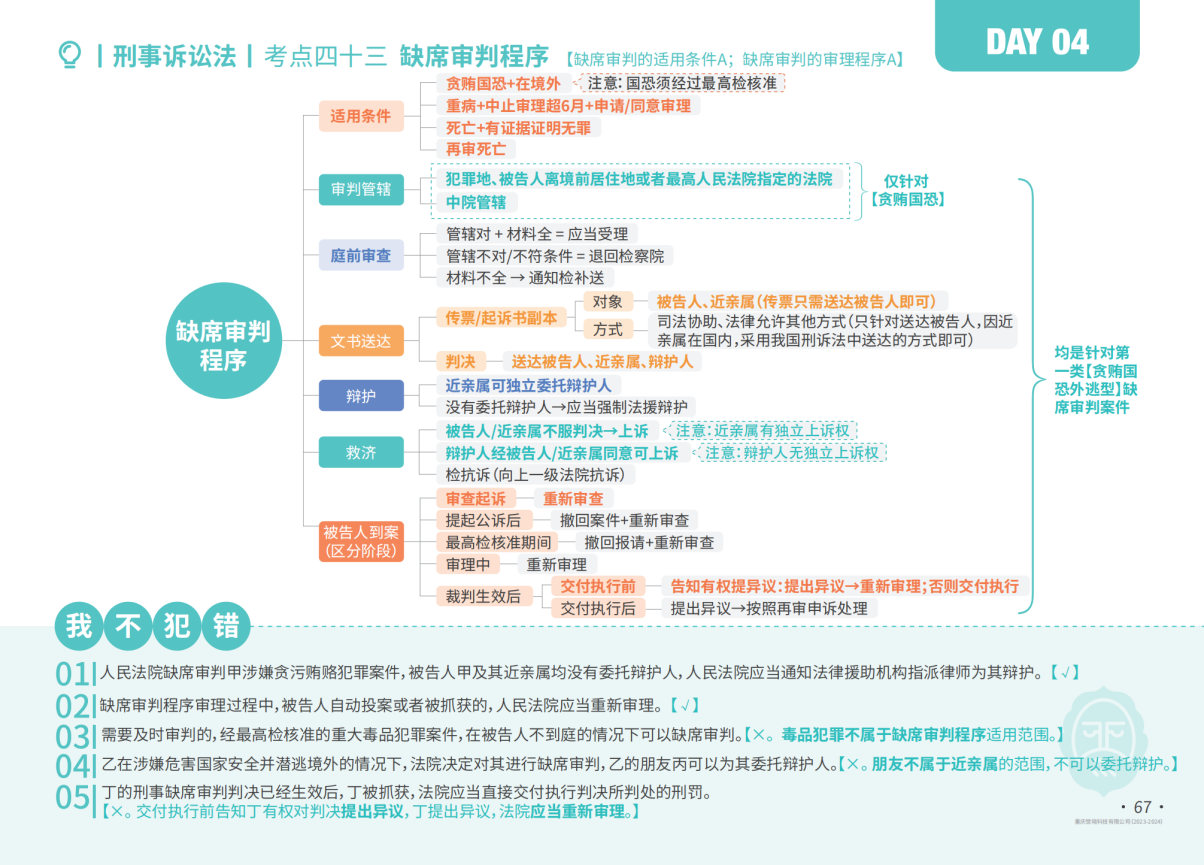 DAY 04
刑事诉讼法 考点四十三 缺席审判程序 【缺席审判的适用条件A；缺席审判的审理程序A】
缺席审判
程序
适用条件
贪贿国恐+在境外
注意：国恐须经过最高检核准
重病+中止审理超6月+申请/同意审理
死亡+有证据证明无罪
再审死亡
审判管辖
犯罪地、被告人离境前居住地或者最高人民法院指定的法院
中院管辖
仅针对
【贪贿国恐】
庭前审查
管辖对 + 材料全 = 应当受理
管辖不对/不符条件 = 退回检察院
材料不全 → 通知检补送
文书送达
传票/起诉书副本
对象
被告人、近亲属（传票只需送达被告人即可）
方式
司法协助、法律允许其他方式（只针对送达被告人，因近
亲属在国内，采用我国刑诉法中送达的方式即可）
判决
送达被告人、近亲属、辩护人
辩护
近亲属可独立委托辩护人
没有委托辩护人→应当强制法援辩护
救济
被告人/近亲属不服判决→上诉
注意：近亲属有独立上诉权
辩护人经被告人/近亲属同意可上诉
注意：辩护人无独立上诉权
检抗诉（向上一级法院抗诉）
被告人到案
（区分阶段）
审查起诉
重新审查
提起公诉后
撤回案件+重新审查
最高检核准期间
撤回报请+重新审查
审理中
重新审理
裁判生效后
交付执行前
告知有权提异议：提出异议→重新审理；否则交付执行
交付执行后
提出异议→按照再审申诉处理
均是针对第
一类【贪贿国
恐外逃型】缺
席审判案件
我不犯错
01 人民法院缺席审判甲涉嫌贪污贿赂犯罪案件，被告人甲及其近亲属均没有委托辩护人，人民法院应当通知法律援助机构指派律师为其辩护。【√】
02 缺席审判程序审理过程中，被告人自动投案或者被抓获的，人民法院应当重新审理。【√】
03 需要及时审判的，经最高检核准的重大毒品犯罪案件，在被告人不到庭的情况下可以缺席审判。【×。毒品犯罪不属于缺席审判程序适用范围。】
04 乙在涉嫌危害国家安全并潜逃境外的情况下，法院决定对其进行缺席审判，乙的朋友丙可以为其委托辩护人。【×。朋友不属于近亲属的范围，不可以委托辩护。】
05 丁的刑事缺席审判判决已经生效后，丁被抓获，法院应当直接交付执行判决所判处的刑罚。
【×。交付执行前告知丁有权对判决提出异议，丁提出异议，法院应当重新审理。】
• 67 •